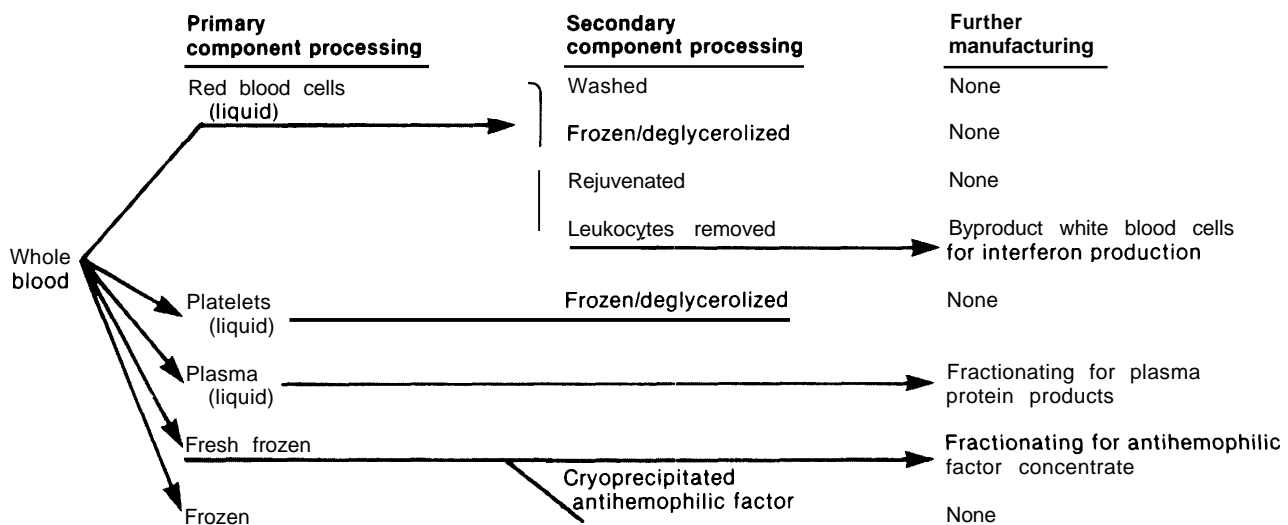 Primary
component processing
Secondary
component processing
Further
manufacturing
Red blood cells
(liquid)
Washed
None
Frozen/deglycerolized
None
Rejuvenated
None
Leukocytes removed
Byproduct white blood cells
for interferon production
Whole
blood
Platelets
(liquid)
Frozen/deglycerolized
None
Plasma
(liquid)
Fractionating for plasma
protein products
Fresh frozen
Fractionating for antihemophilic
factor concentrate
Cryoprecipitated
antihemophilic factor
Frozen
None